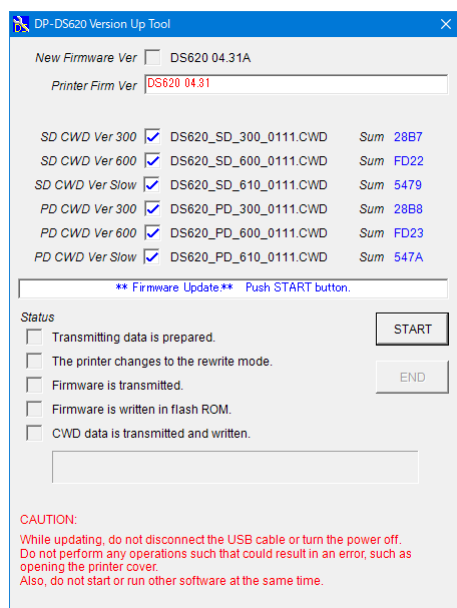 DP-DS620 Version Up Tool
New Firmware Ver DS620 04.31A
Printer Firm Ver DS620 04.31
SD CWD Ver 300 DS620_SD_300_0111.CWD Sum 28B7
SD CWD Ver 600 DS620_SD_600_0111.CWD Sum FD22
SD CWD Ver Slow DS620_SD_610_0111.CWD Sum 5479
PD CWD Ver 300 DS620_PD_300_0111.CWD Sum 28B8
PD CWD Ver 600 DS620_PD_600_0111.CWD Sum FD23
PD CWD Ver Slow DS620_PD_610_0111.CWD Sum 547A
** Firmware Update.** Push START button.
Status
START
Transmitting data is prepared.
The printer changes to the rewrite mode.
END
Firmware is transmitted.
Firmware is written in flash ROM.
CWD data is transmitted and written.
CAUTION:
While updating, do not disconnect the USB cable or turn the power off.
Do not perform any operations such that could result in an error, such as
opening the printer cover.
Also, do not start or run other software at the same time.